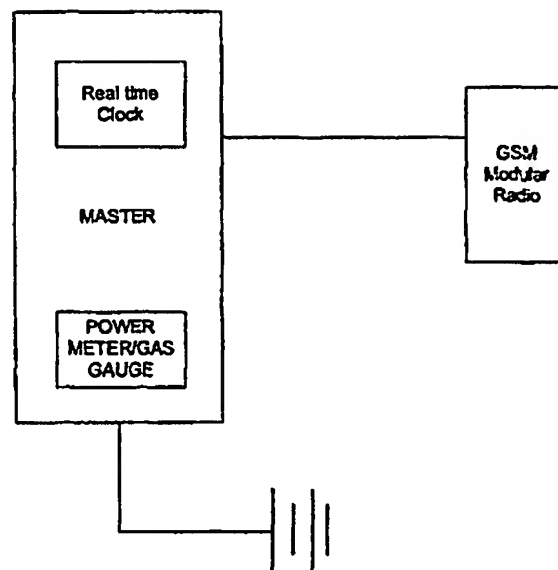 Real time
Clock
GSM
Modular
Radio
MASTER
POWER
METER/GAS
GAUGE